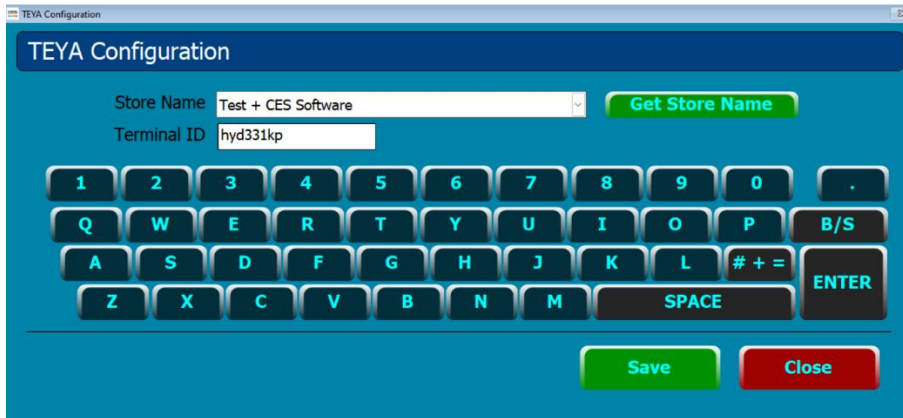 TEYA Configuration
TEYA Configuration
Store Name Test + CES Software Get Store Name
Terminal ID hyd331kp
1 2 3 4 5 6 7 8 9 0 .
Q W E R T Y U I O P B/S
A S D F G H J K L # + = ENTER
Z X C V B N M SPACE
Save Close